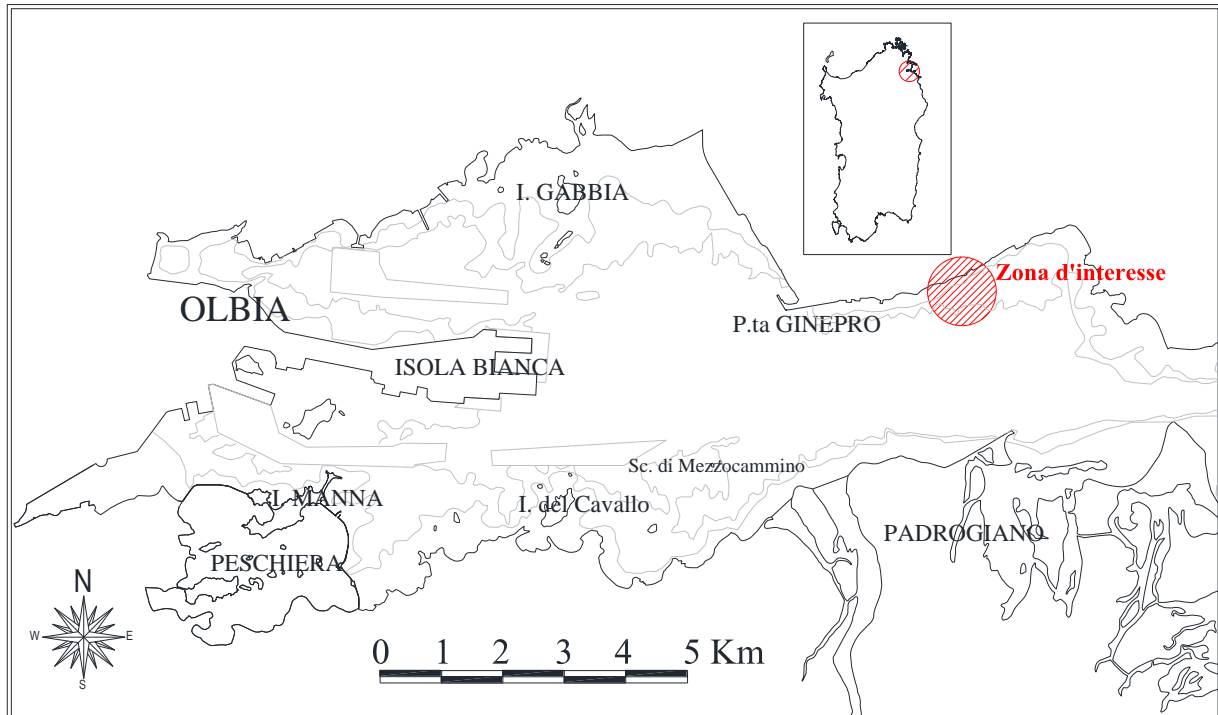 I. GABBIA
Zona d'interesse
OLBIA
P.ta GINEPRO
ISOLA BIANCA
Sc. di Mezzocammino
I. MANNA
I. del Cavallo
PADROGIANO
PESCHIERA
N
W E
S
0 1 2 3 4 5 Km